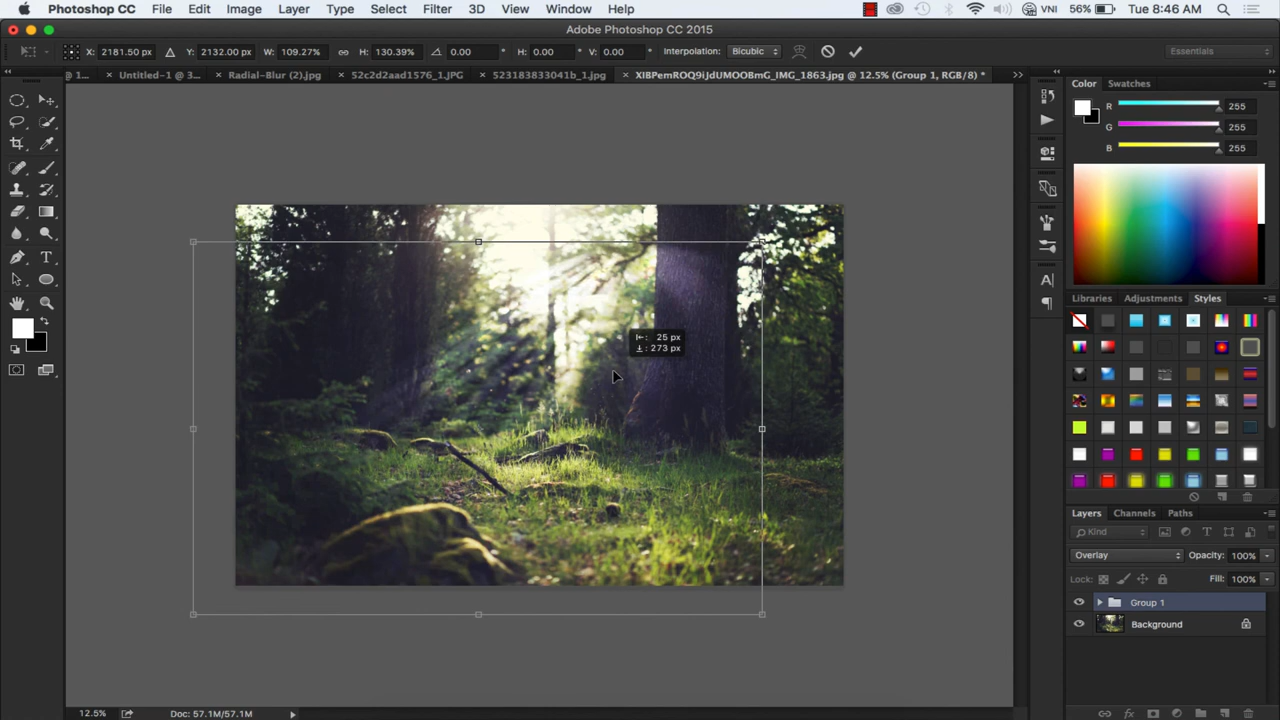 Photoshop CC File Edit Image Layer Type Select Filter 3D View Window Help VNI 56% Tue 8:46 AM
Adobe Photoshop CC 2015
X: 2181.50 px Y: 2132.00 px W: 109.27% H: 130.39% 0.00 ° H: 0.00 ° V: 0.00 ° Interpolation: Bicubic Essentials
@ 1... × Untitled-1 @ 3... × Radial-Blur (2).jpg × 52c2d2aad1576_1.JPG × 523183833041b_1.jpg × XIBPemROQ9iJdUMOOBmG_IMG_1863.jpg @ 12.5% (Group 1, RGB/8) *
Color Swatches
R 255
G 255
B 255
Libraries Adjustments Styles
25 px
: 273 px
Layers Channels Paths
Kind
Overlay Opacity: 100%
Lock: Fill: 100%
Group 1
Background
12.5% Doc: 57.1M/57.1M